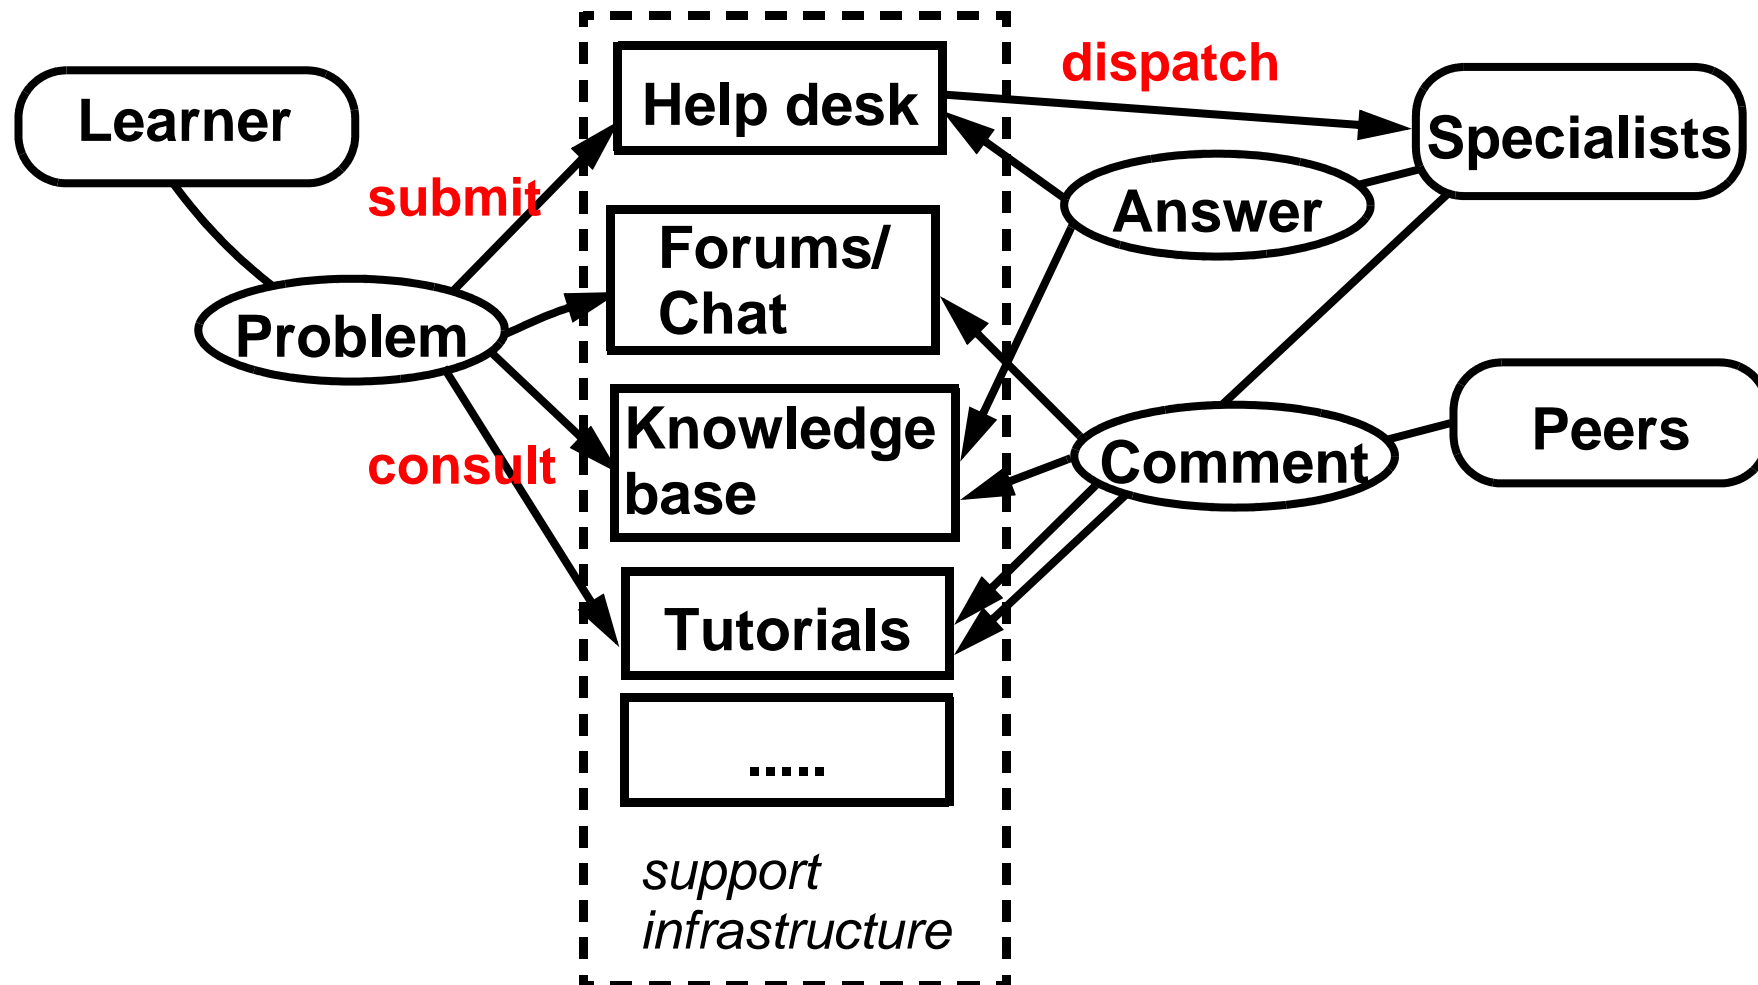 Learner
submit
Problem
consult
Help desk
Forums/
Chat
Knowledge
base
Tutorials
.....
support
infrastructure
dispatch
Specialists
Answer
Comment
Peers